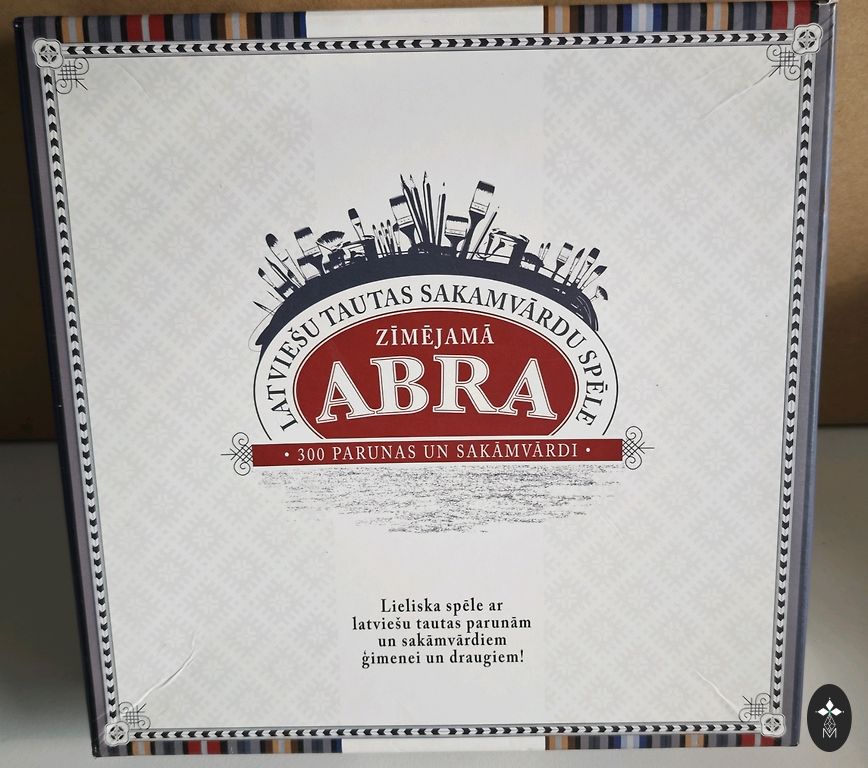 LATVIEŠU TAUTAS SAKAMVĀRDU SPĒLE
ZĪMĒJAMĀ
ABRA
• 300 PARUNAS UN SAKĀMVĀRDI •
Lieliska spēle ar
latviešu tautas parunām
un sakāmvārdiem
ģimenei un draugiem!